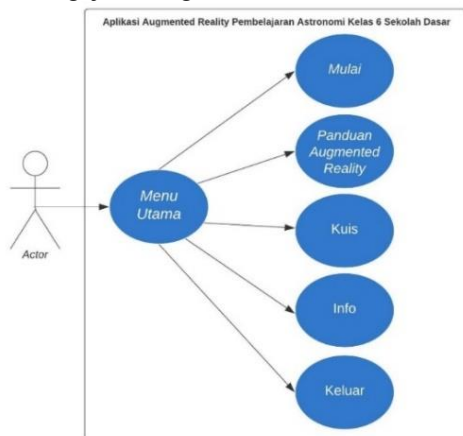 Aplikasi Augmented Reality Pembelajaran Astronomi Kelas 6 Sekolah Dasar
Mulai
Panduan
Augmented
Reality
Menu
Utama
Kuis
Actor
Info
Keluar